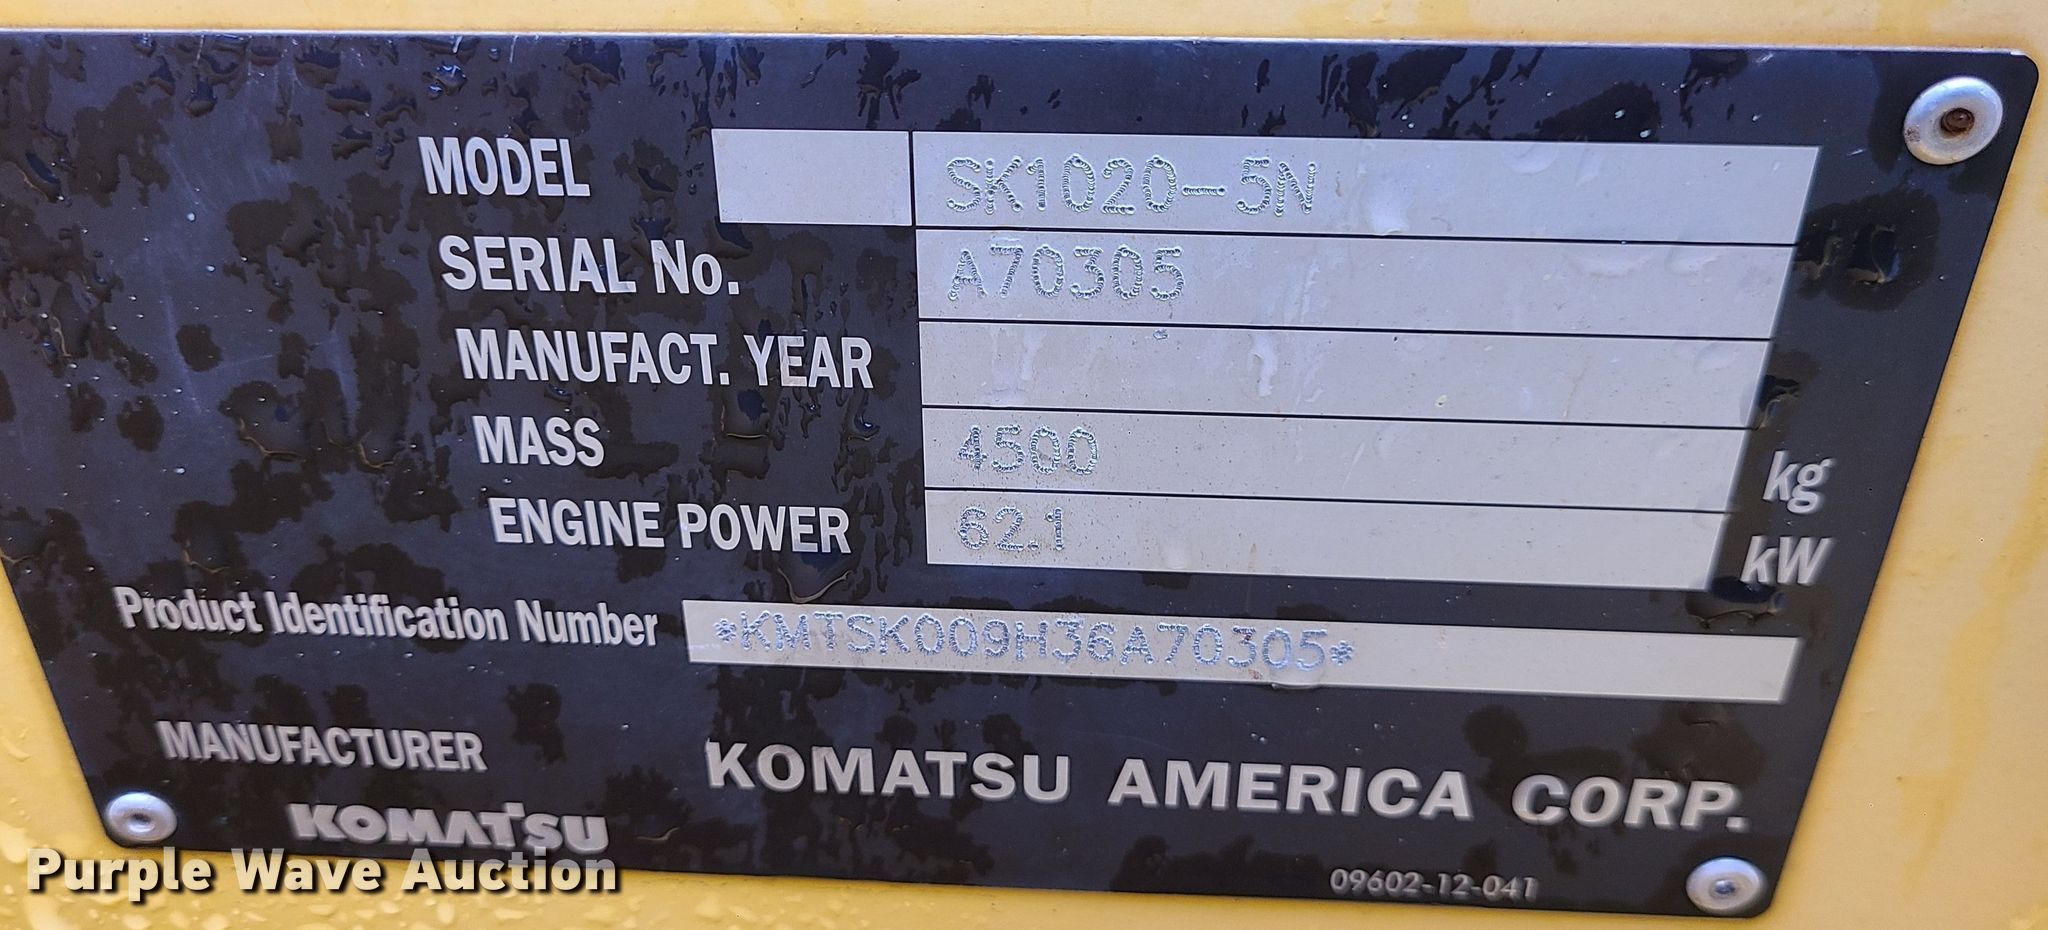 MODEL SK1020-5N
SERIAL No. A70305
MANUFACT. YEAR
MASS 4500 kg
ENGINE POWER 62.1 kW
Product Identification Number *KMTSK009H36A70305*
MANUFACTURER KOMATSU AMERICA CORP.
KOMATSU
Purple Wave Auction
09602-12-041